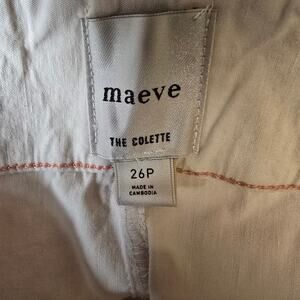 maeve
THE COLETTE
26P
MADE IN
CAMBODIA